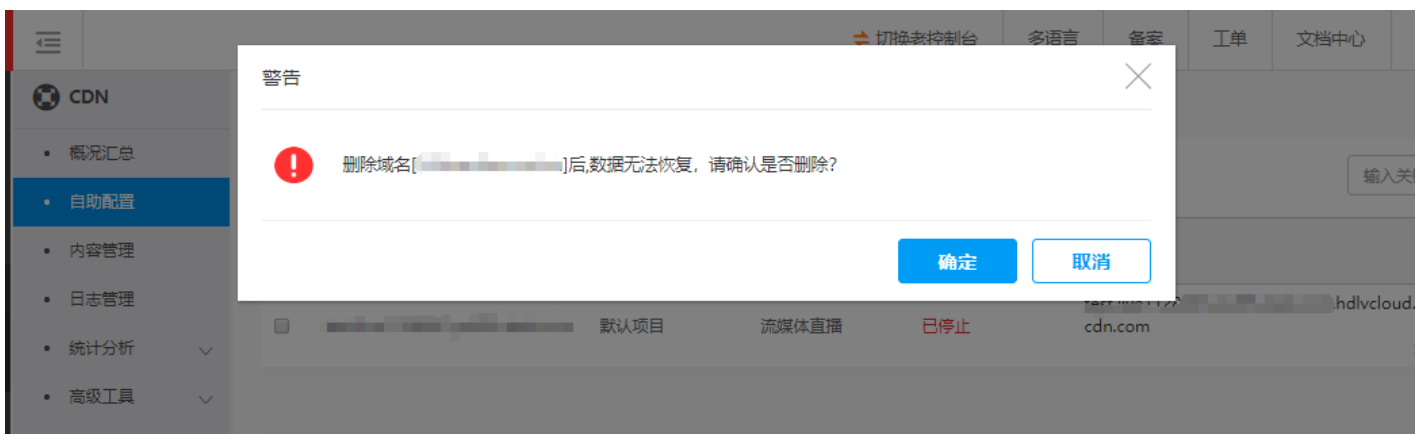 切换老控制台 多语言 备案 工单 文档中心
警告
CDN
概况汇总
删除域名[ ]后,数据无法恢复，请确认是否删除?
自助配置
内容管理
确定 取消
日志管理
默认项目 流媒体直播 已停止 .hdlvcloud.
cdn.com
统计分析
高级工具